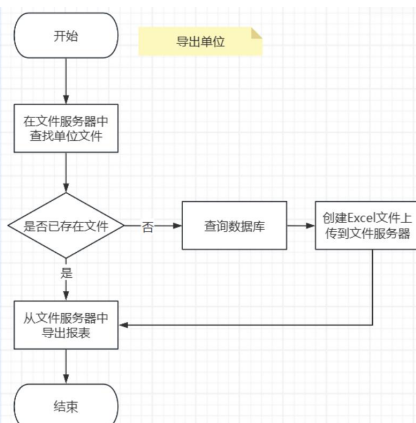 开始
导出单位
在文件服务器中
查找单位文件
是否已存在文件
否
查询数据库
创建Excel文件上
传到文件服务器
是
从文件服务器中
导出报表
结束